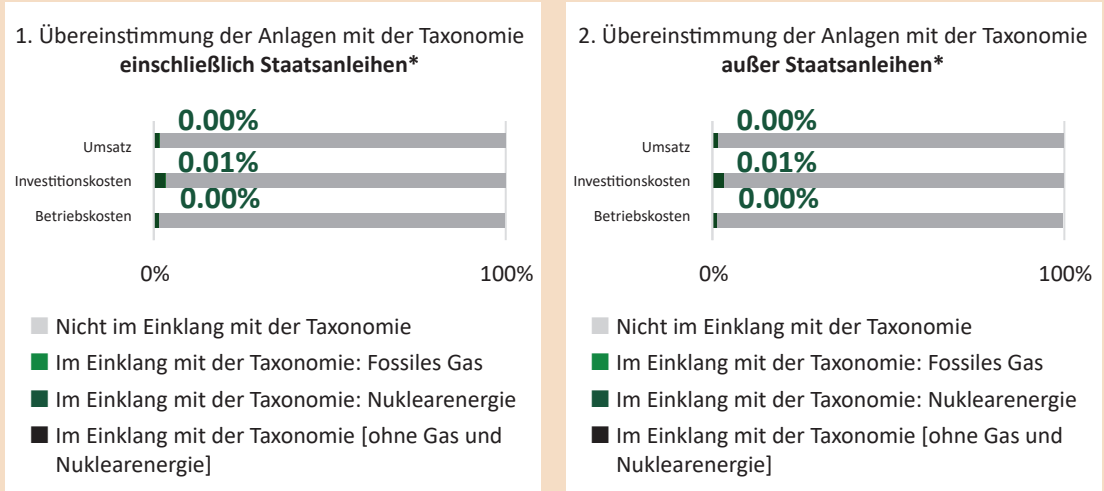 1. Übereinstimmung der Anlagen mit der Taxonomie
einschließlich Staatsanleihen*
0.00%
Umsatz
0.01%
Investitionskosten
0.00%
Betriebskosten
0%
100%
Nicht im Einklang mit der Taxonomie
Im Einklang mit der Taxonomie: Fossiles Gas
Im Einklang mit der Taxonomie: Nuklearenergie
Im Einklang mit der Taxonomie [ohne Gas und
Nuklearenergie]
2. Übereinstimmung der Anlagen mit der Taxonomie
außer Staatsanleihen*
0.00%
Umsatz
0.01%
Investitionskosten
0.00%
Betriebskosten
0%
100%
Nicht im Einklang mit der Taxonomie
Im Einklang mit der Taxonomie: Fossiles Gas
Im Einklang mit der Taxonomie: Nuklearenergie
Im Einklang mit der Taxonomie [ohne Gas und
Nuklearenergie]